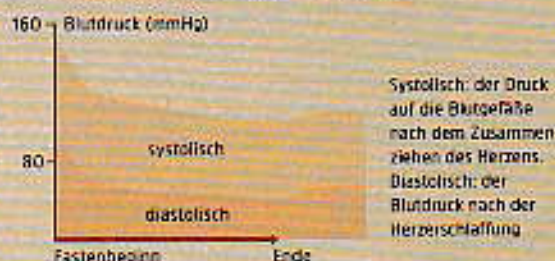 160 Blutdruck (mmHg)
80
systolisch
diastolisch
Fastenbeginn Ende
Systolisch: der Druck
auf die Blutgefäße
nach dem Zusammen
ziehen des Herzens.
Diastolisch: der
Blutdruck nach der
Herzerschlaffung